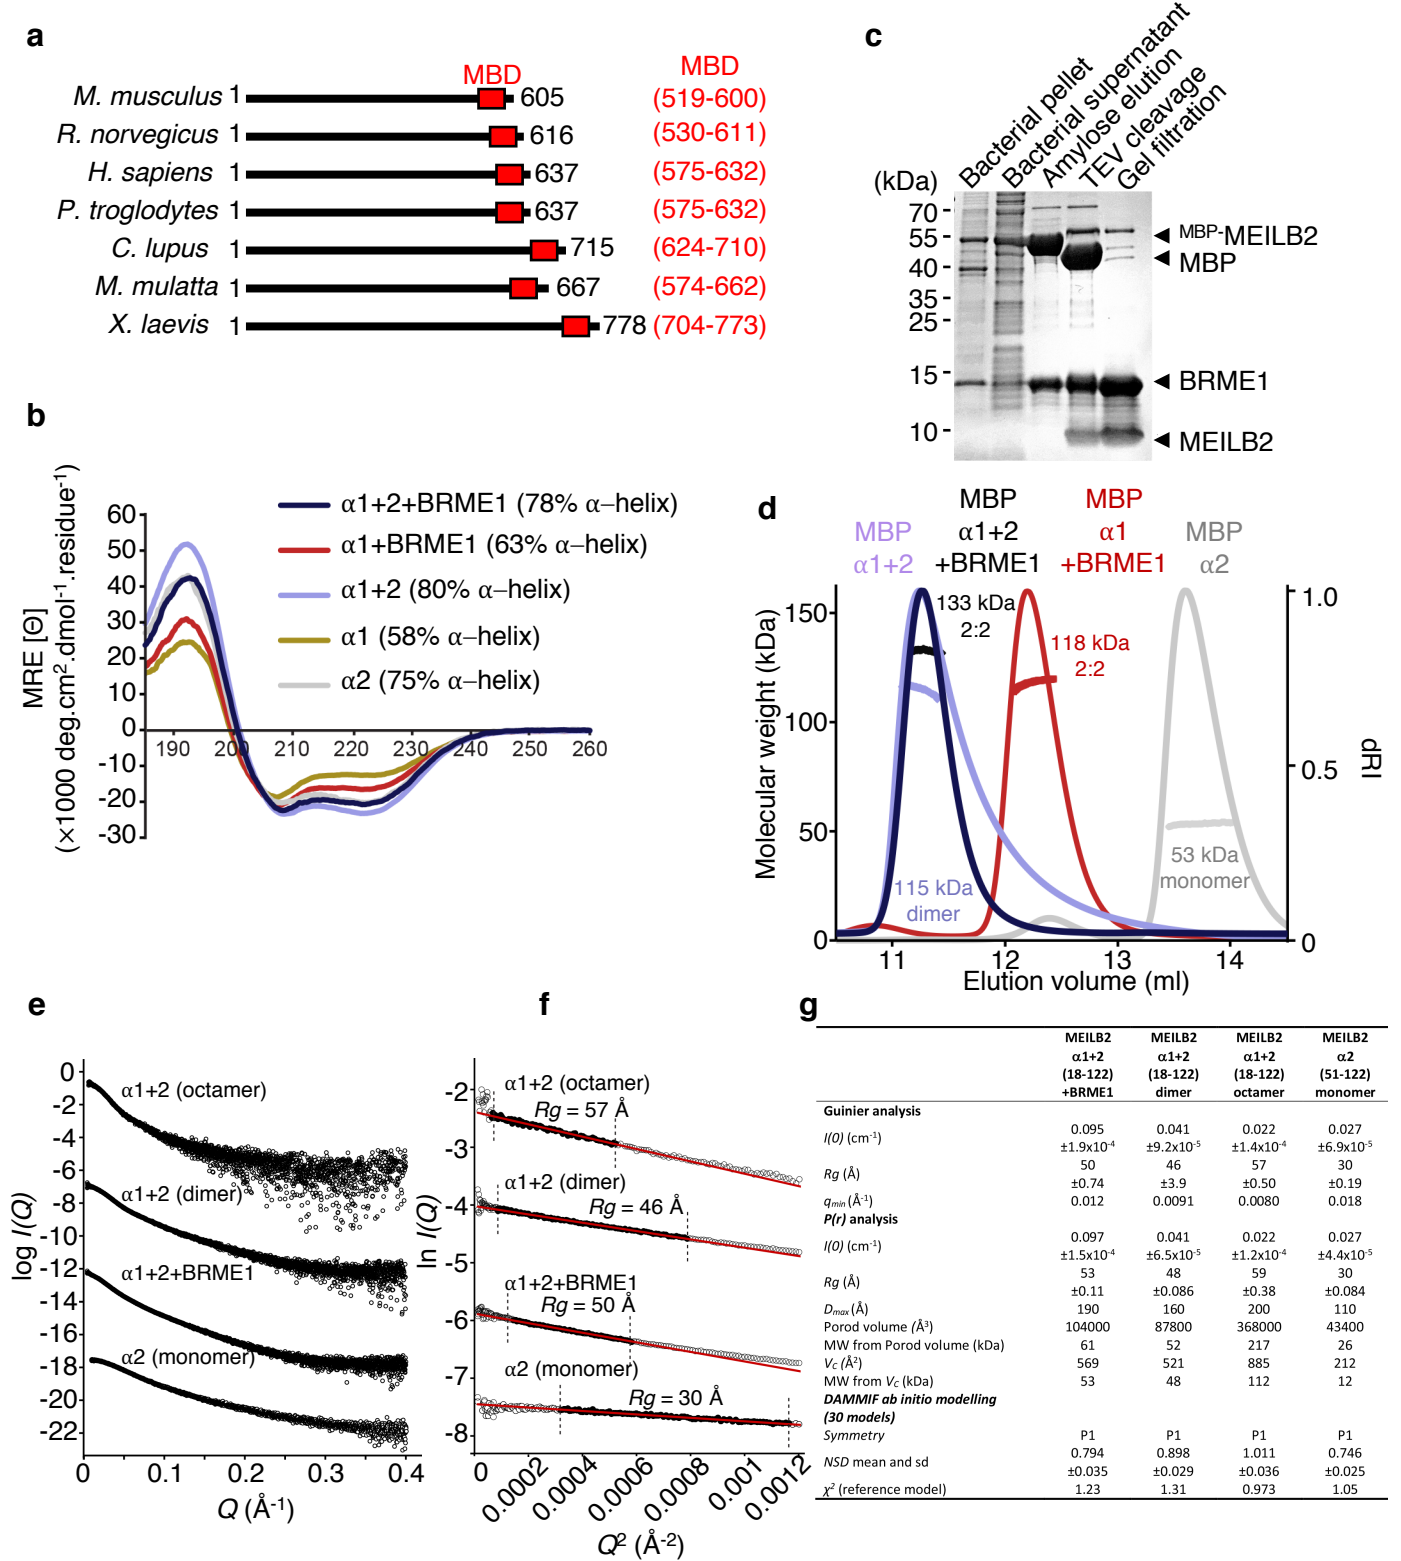 a
MBD MBD
M. musculus 1 605 (519-600)
R. norvegicus 1 616 (530-611)
H. sapiens 1 637 (575-632)
P. troglodytes 1 637 (575-632)
C. lupus 1 715 (624-710)
M. mulatta 1 667 (574-662)
X. laevis 1 778 (704-773)
b
MRE [Θ]
(×1000 deg.cm².dmol⁻¹.residue⁻¹)
60
50
40
30
20
10
0
-10
-20
-30
190 200 210 220 230 240 250 260
α1+2+BRME1 (78% α–helix)
α1+BRME1 (63% α–helix)
α1+2 (80% α–helix)
α1 (58% α–helix)
α2 (75% α–helix)
c
Bacterial pellet
Bacterial supernatant
Amylose elution
TEV cleavage
Gel filtration
(kDa)
70
55
40
35
25
15
10
MBP-MEILB2
MBP
BRME1
MEILB2
d
MBP
α1+2
MBP
α1+2
+BRME1
MBP
α1
+BRME1
MBP
α2
Molecular weight (kDa)
150
100
50
0
133 kDa
2:2
118 kDa
2:2
115 kDa
dimer
53 kDa
monomer
1.0
0.5
0
dRI
11 12 13 14
Elution volume (ml)
e
log I(Q)
0
-2
-4
-6
-8
-10
-12
-14
-16
-18
-20
-22
α1+2 (octamer)
α1+2 (dimer)
α1+2+BRME1
α2 (monomer)
0 0.1 0.2 0.3 0.4
Q (Å⁻¹)
f
ln I(Q)
-2
-3
-4
-5
-6
-7
-8
α1+2 (octamer)
Rg = 57 Å
α1+2 (dimer)
Rg = 46 Å
α1+2+BRME1
Rg = 50 Å
α2 (monomer)
Rg = 30 Å
0 0.0002 0.0004 0.0006 0.0008 0.001 0.0012
Q² (Å⁻²)
g
MEILB2 MEILB2 MEILB2 MEILB2
α1+2 α1+2 α1+2 α2
(18-122) (18-122) (18-122) (51-122)
+BRME1 dimer octamer monomer
Guinier analysis
I(0) (cm⁻¹) 0.095 0.041 0.022 0.027
±1.9x10⁻⁴ ±9.2x10⁻⁵ ±1.4x10⁻⁴ ±6.9x10⁻⁵
Rg (Å) 50 46 57 30
±0.74 ±3.9 ±0.50 ±0.19
qmin (Å⁻¹) 0.012 0.0091 0.0080 0.018
P(r) analysis
I(0) (cm⁻¹) 0.097 0.041 0.022 0.027
±1.5x10⁻⁴ ±6.5x10⁻⁵ ±1.2x10⁻⁴ ±4.4x10⁻⁵
Rg (Å) 53 48 59 30
±0.11 ±0.086 ±0.38 ±0.084
Dmax (Å) 190 160 200 110
Porod volume (Å³) 104000 87800 368000 43400
MW from Porod volume (kDa) 61 52 217 26
Vc (Å²) 569 521 885 212
MW from Vc (kDa) 53 48 112 12
DAMMIF ab initio modelling
(30 models)
Symmetry P1 P1 P1 P1
NSD mean and sd 0.794 0.898 1.011 0.746
±0.035 ±0.029 ±0.036 ±0.025
χ² (reference model) 1.23 1.31 0.973 1.05